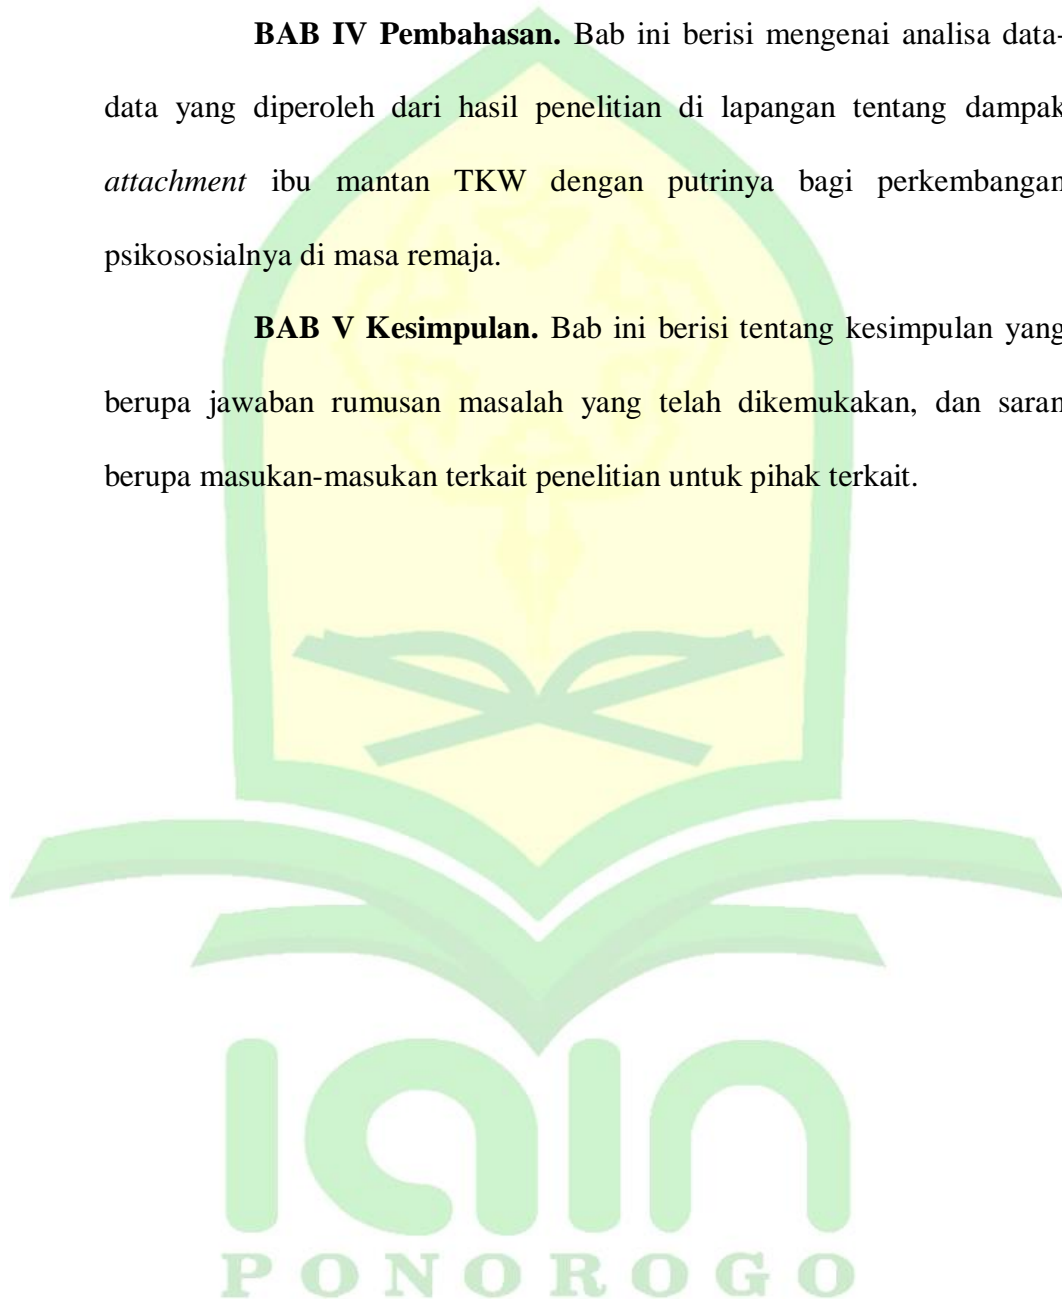 BAB IV Pembahasan. Bab ini berisi mengenai analisa data-
data yang diperoleh dari hasil penelitian di lapangan tentang dampak
attachment ibu mantan TKW dengan putrinya bagi perkembangan
psikososialnya di masa remaja.
BAB V Kesimpulan. Bab ini berisi tentang kesimpulan yang
berupa jawaban rumusan masalah yang telah dikemukakan, dan saran
berupa masukan-masukan terkait penelitian untuk pihak terkait.
iain
PONOROGO